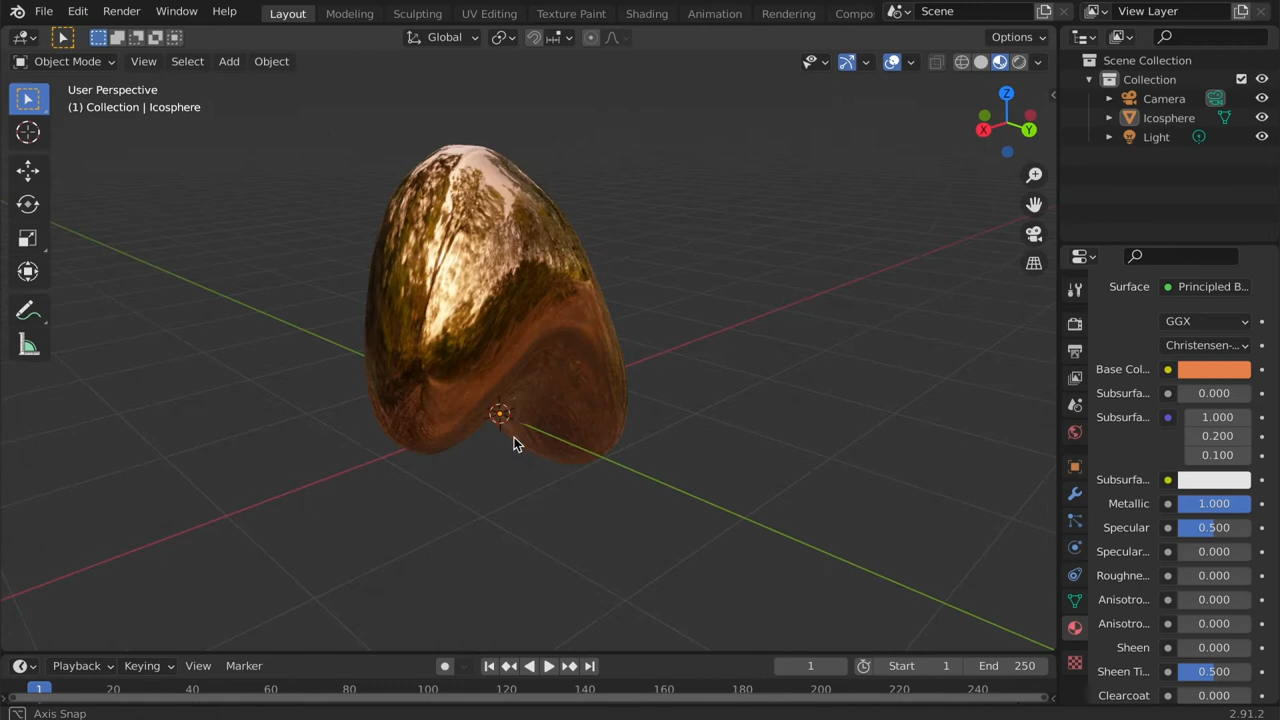 File Edit Render Window Help Layout Modeling Sculpting UV Editing Texture Paint Shading Animation Rendering Compo Scene View Layer
Global Options
Object Mode View Select Add Object
User Perspective
(1) Collection | Icosphere
Z
X
Y
Scene Collection
Collection
Camera
Icosphere
Light
Surface Principled B...
GGX
Christensen-...
Base Col...
Subsurfa... 0.000
Subsurfa... 1.000
0.200
0.100
Subsurfa...
Metallic 1.000
Specular 0.500
Specular... 0.000
Roughne... 0.000
Anisotro... 0.000
Anisotro... 0.000
Sheen 0.000
Sheen Ti... 0.500
Clearcoat 0.000
Playback Keying View Marker 1 Start 1 End 250
1 20 40 60 80 100 120 140 160 180 200 220 240
Axis Snap 2.91.2